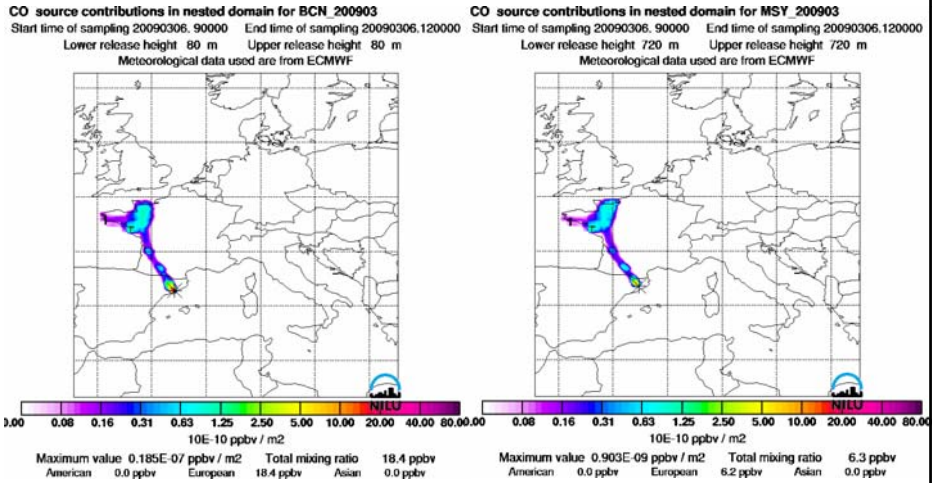 CO source contributions in nested domain for BCN_200903
Start time of sampling 20090306. 90000 End time of sampling 20090306.120000
Lower release height 80 m Upper release height 80 m
Meteorological data used are from ECMWF
NILU
0.00 0.08 0.16 0.31 0.63 1.25 2.50 5.00 10.00 20.00 40.00 80.00
10E-10 ppbv / m2
Maximum value 0.185E-07 ppbv / m2 Total mixing ratio 18.4 ppbv
American 0.0 ppbv European 18.4 ppbv Asian 0.0 ppbv
CO source contributions in nested domain for MSY_200903
Start time of sampling 20090306. 90000 End time of sampling 20090306.120000
Lower release height 720 m Upper release height 720 m
Meteorological data used are from ECMWF
NILU
0.00 0.08 0.16 0.31 0.63 1.25 2.50 5.00 10.00 20.00 40.00 80.00
10E-10 ppbv / m2
Maximum value 0.903E-09 ppbv / m2 Total mixing ratio 6.3 ppbv
American 0.0 ppbv European 6.2 ppbv Asian 0.0 ppbv